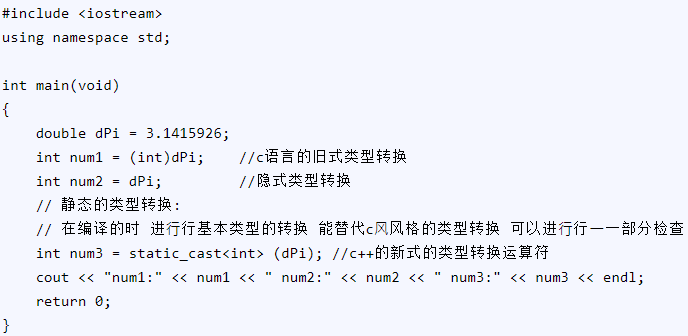 #include <iostream>
using namespace std;
int main(void)
{
double dPi = 3.1415926;
int num1 = (int)dPi; //c语言的旧式类型转换
int num2 = dPi; //隐式类型转换
// 静态的类型转换:
// 在编译的时 进行⾏基本类型的转换 能替代c⻛风格的类型转换 可以进行⾏一⼀部分检查
int num3 = static_cast<int> (dPi); //c++的新式的类型转换运算符
cout << "num1:" << num1 << " num2:" << num2 << " num3:" << num3 << endl;
return 0;
}